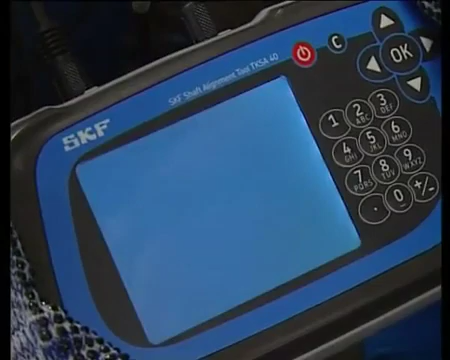 SKF
SKF Shaft Alignment Tool TKSA 40
C
OK
1 2 ABC 3 DEF
4 GHI 5 JKL 6 MNO
7 PQRS 8 TUV 9 WXYZ
. 0 +/-